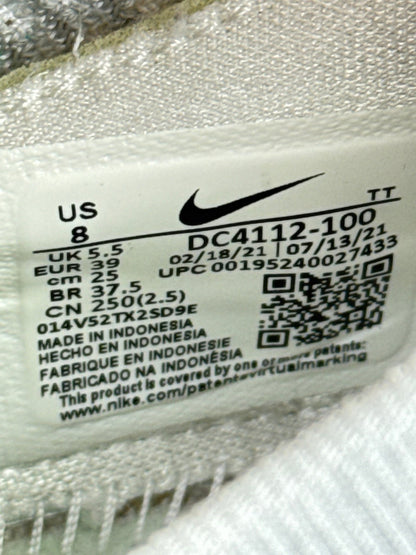 US
8
TT
UK 5.5
DC4112-100
EUR 39
02/18/21 | 07/13/21
cm 25
UPC 00195240027433
BR 37.5
CN 250(2.5)
014V52TX2SD9E
MADE IN INDONESIA
HECHO EN INDONESIA
FABRIQUE EN INDONESIE
FABRICADO NA INDONÉSIA
This product is covered by one or more patents:
www.nike.com/patentsvirtualmarking